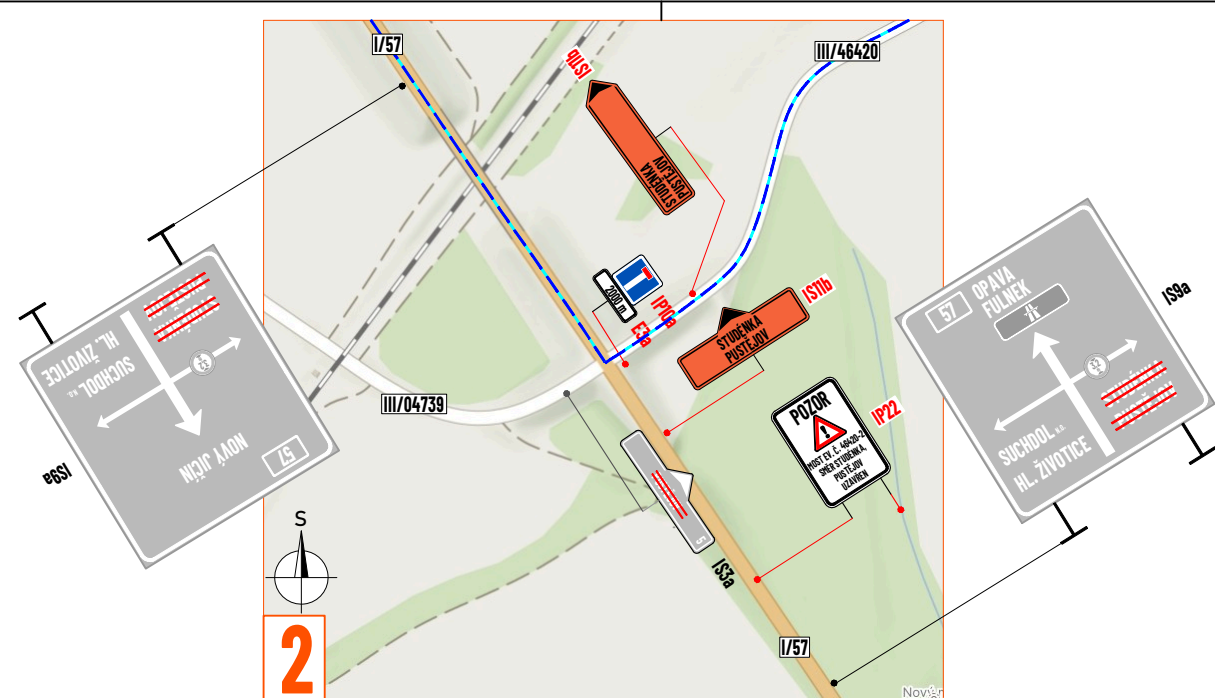 I/57
IS11b
III/46420
STUDÉNKA
PUSTĚJOV
2000 m
IP10a
E3a
IS11b
STUDÉNKA
PUSTĚJOV
IS9a
57
OPAVA
FULNEK
SUCHDOL n.O.
HL. ŽIVOTICE
IP22
POZOR
MOST EV. Č. 46420-2
SMĚR STUDÉNKA,
PUSTĚJOV
UZAVŘEN
HL. ŽIVOTICE
SUCHDOL n.O.
NOVÝ
JIČÍN
57
IS9a
III/04739
57
IS3a
S
2
I/57